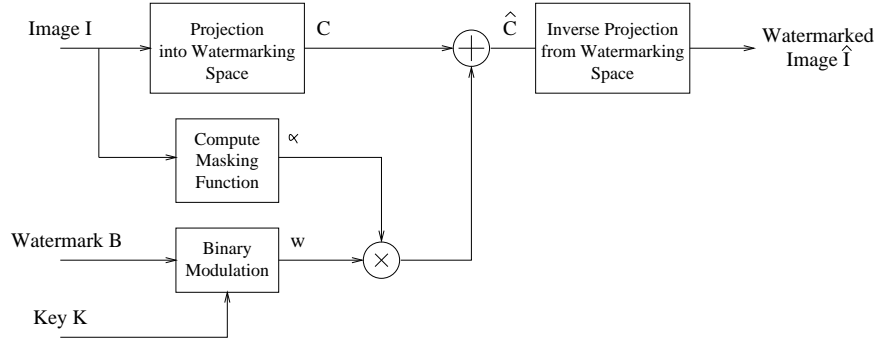 Image I
Projection
into Watermarking
Space
C
+
Ĉ
Inverse Projection
from Watermarking
Space
Watermarked
Image Î
Compute
Masking
Function
∝
Watermark B
Binary
Modulation
w
×
Key K